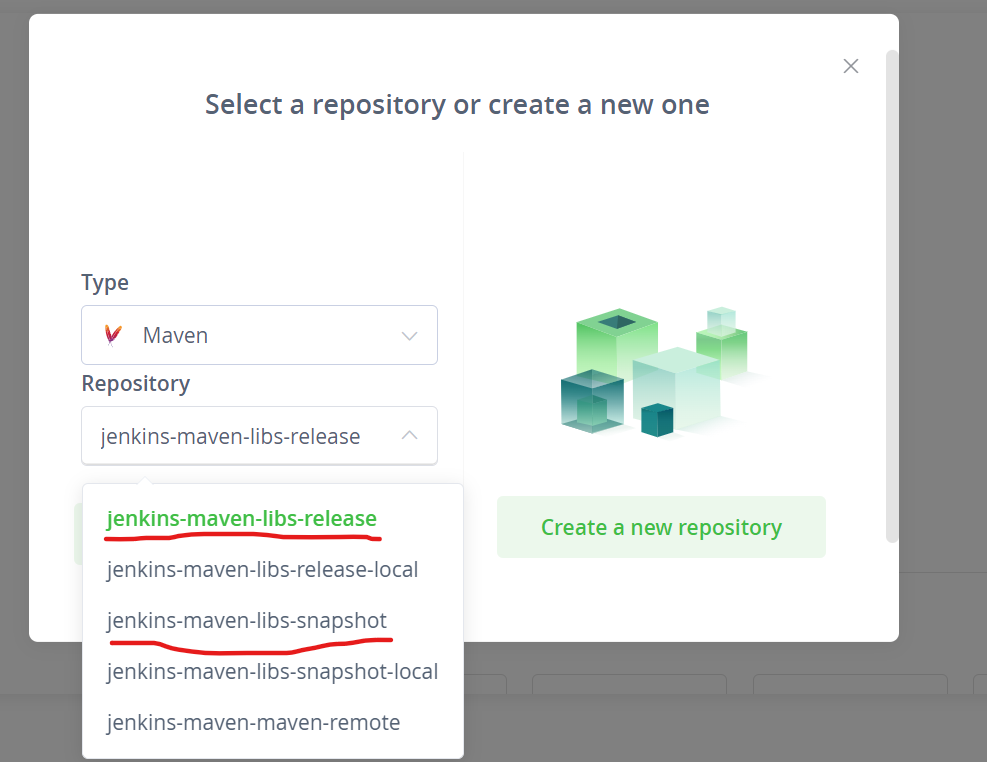 Select a repository or create a new one
Type
Maven
Repository
jenkins-maven-libs-release
jenkins-maven-libs-release
jenkins-maven-libs-release-local
jenkins-maven-libs-snapshot
jenkins-maven-libs-snapshot-local
jenkins-maven-maven-remote
Create a new repository